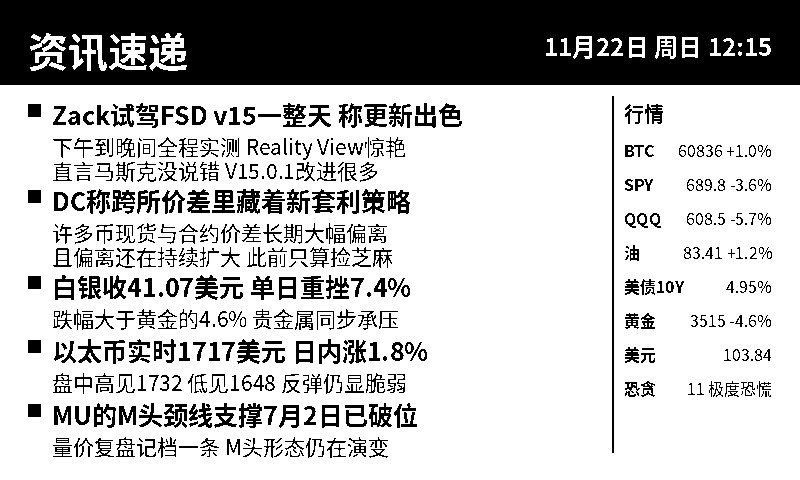 资讯速递
11月22日 周日 12:15
Zack试驾FSD v15一整天 称更新出色
下午到晚间全程实测 Reality View惊艳
直言马斯克没说错 V15.0.1改进很多
DC称跨所价差里藏着新套利策略
许多币现货与合约价差长期大幅偏离
且偏离还在持续扩大 此前只算捡芝麻
白银收41.07美元 单日重挫7.4%
跌幅大于黄金的4.6% 贵金属同步承压
以太币实时1717美元 日内涨1.8%
盘中高见1732 低见1648 反弹仍显脆弱
MU的M头颈线支撑7月2日已破位
量价复盘记档一条 M头形态仍在演变
行情
BTC 60836 +1.0%
SPY 689.8 -3.6%
QQQ 608.5 -5.7%
油 83.41 +1.2%
美债10Y 4.95%
黄金 3515 -4.6%
美元 103.84
恐贪 11 极度恐慌